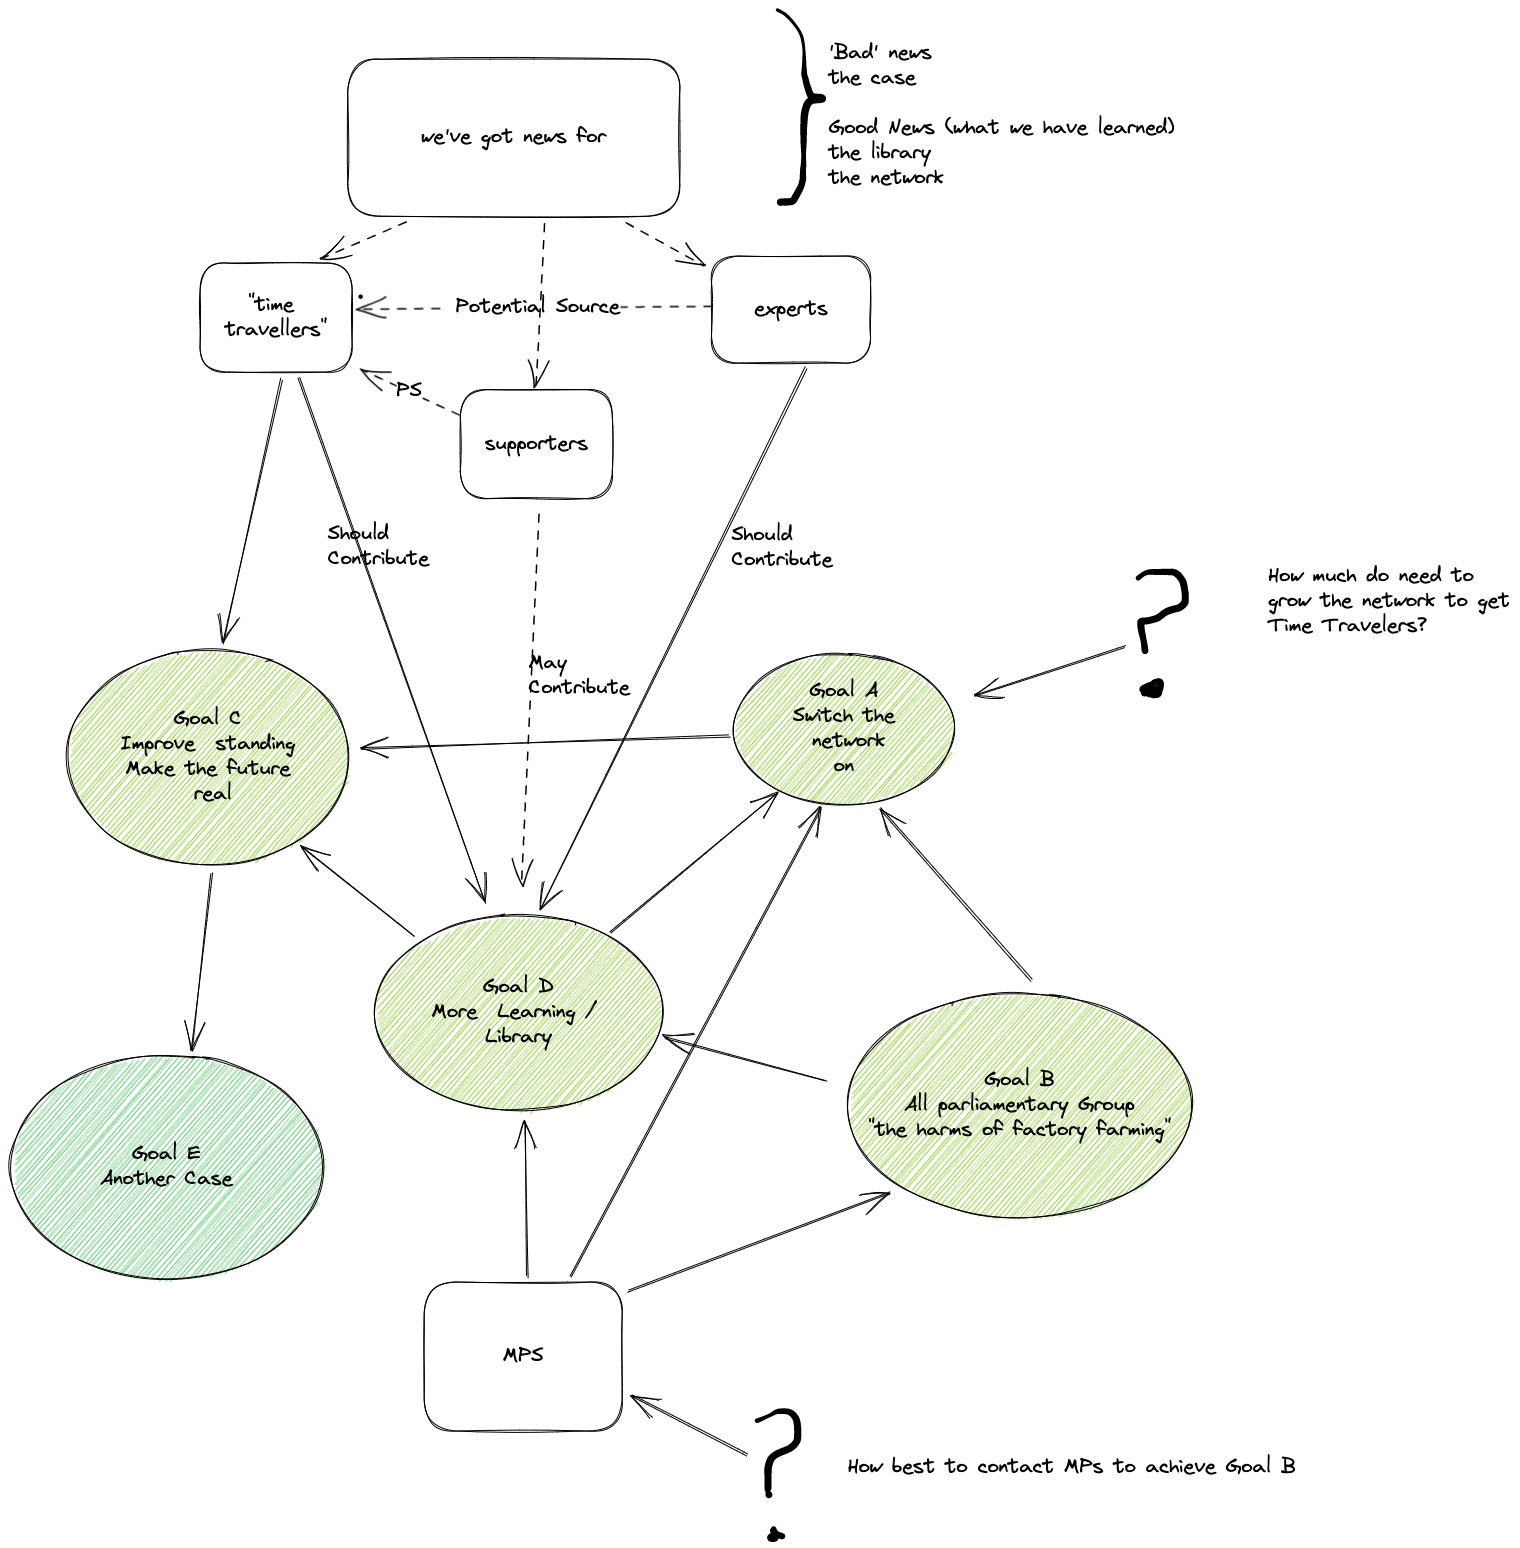 'Bad' news
the case
Good News (what we have learned)
the library
the network
we've got news for
"time
travellers"
Potential Source
experts
PS
supporters
Should
Contribute
Should
Contribute
How much do need to
grow the network to get
Time Travelers?
May
Contribute
Goal A
Switch the
network
on
Goal C
Improve standing
Make the future
real
Goal D
More Learning /
Library
Goal B
All parliamentary Group
"the harms of factory farming"
Goal E
Another Case
MPS
How best to contact MPs to achieve Goal B